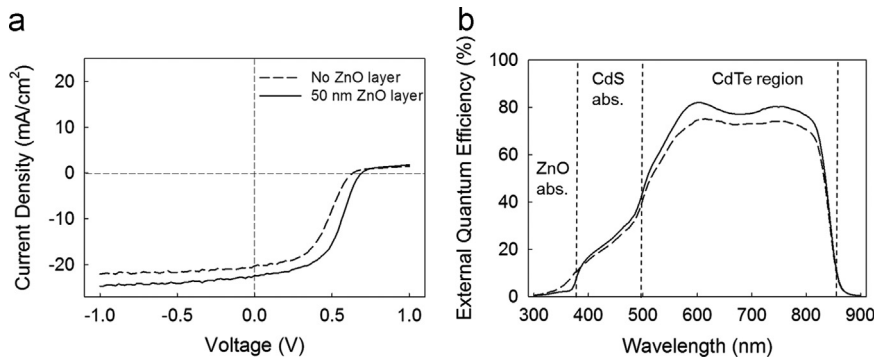 a
No ZnO layer
50 nm ZnO layer
Current Density (mA/cm²)
20
10
0
-10
-20
-1.0
-0.5
0.0
0.5
1.0
Voltage (V)
b
External Quantum Efficiency (%)
100
80
60
40
20
0
CdS
abs.
CdTe region
ZnO
abs.
300
400
500
600
700
800
900
Wavelength (nm)